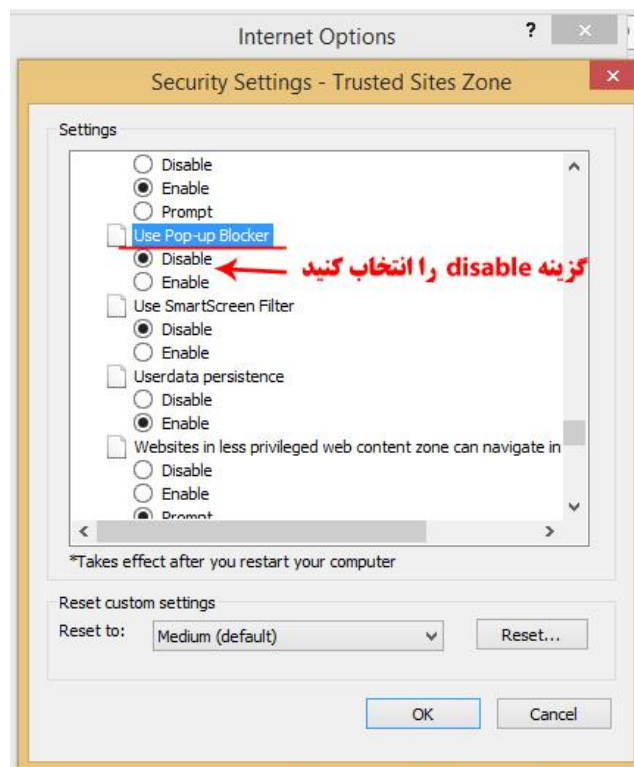 Internet Options
Security Settings - Trusted Sites Zone
Settings
Disable
Enable
Prompt
Use Pop-up Blocker
Disable
گزینه disable را انتخاب کنید
Enable
Use SmartScreen Filter
Disable
Enable
Userdata persistence
Disable
Enable
Websites in less privileged web content zone can navigate in
Disable
Enable
Prompt
*Takes effect after you restart your computer
Reset custom settings
Reset to: Medium (default) Reset...
OK Cancel